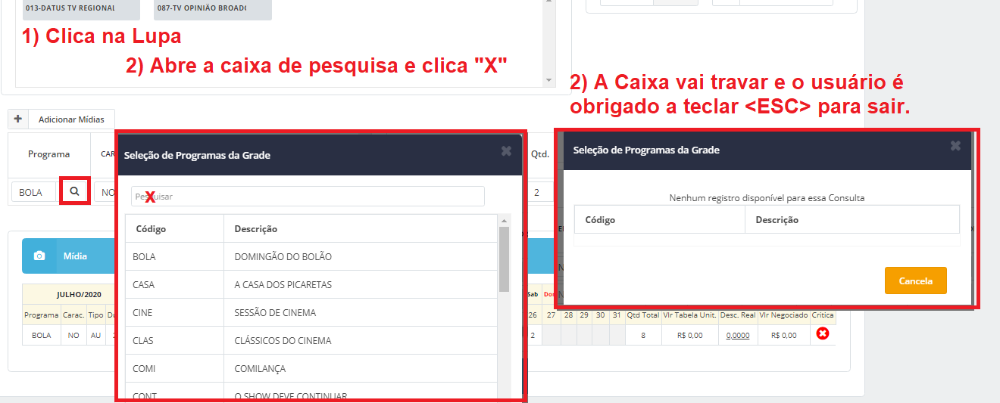 013-DATUS TV REGIONAL
087-TV OPINIÃO BROADC
1) Clica na Lupa
2) Abre a caixa de pesquisa e clica "X"
2) A Caixa vai travar e o usuário é
obrigado a teclar <ESC> para sair.
Adicionar Mídias
Programa
CAR
Qtd.
BOLA
NO
2
Seleção de Programas da Grade
X
Pesquisar
Código Descrição
BOLA DOMINGÃO DO BOLÃO
CASA A CASA DOS PICARETAS
CINE SESSÃO DE CINEMA
CLAS CLÁSSICOS DO CINEMA
COMI COMILANÇA
CONT O SHOW DEVE CONTINUAR
Seleção de Programas da Grade
Nenhum registro disponível para essa Consulta
Código Descrição
Cancela
Mídia
JULHO/2020
Sab
Programa Carac. Tipo
26 27 28 29 30 31 Qtd Total Vlr Tabela Unit. Desc. Real Vlr Negociado Critica
BOLA NO AU
2 8 R$ 0,00 0,0000 R$ 0,00